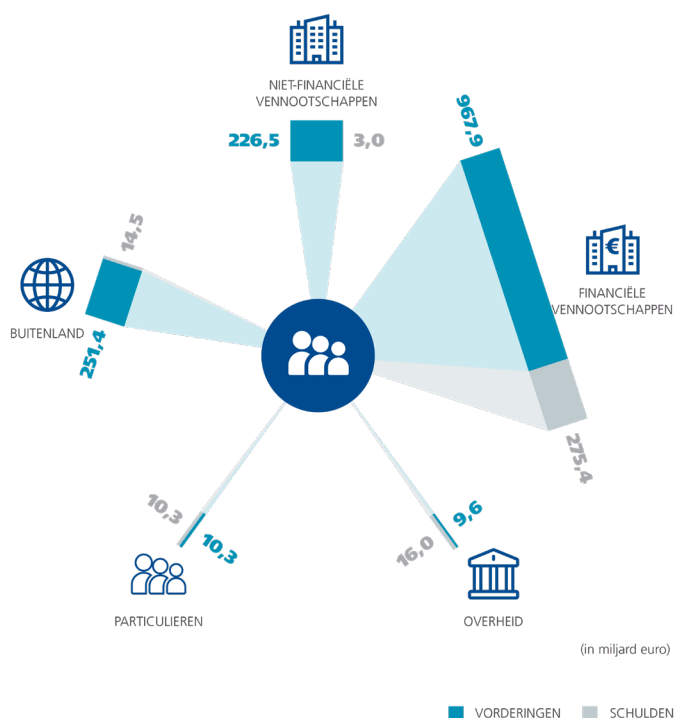 NIET-FINANCIËLE
VENNOOTSCHAPPEN
226,5
3,0
967,9
€
FINANCIËLE
VENNOOTSCHAPPEN
275,4
14,5
BUITENLAND
251,4
10,3
10,3
PARTICULIEREN
9,6
16,0
OVERHEID
(in miljard euro)
VORDERINGEN SCHULDEN